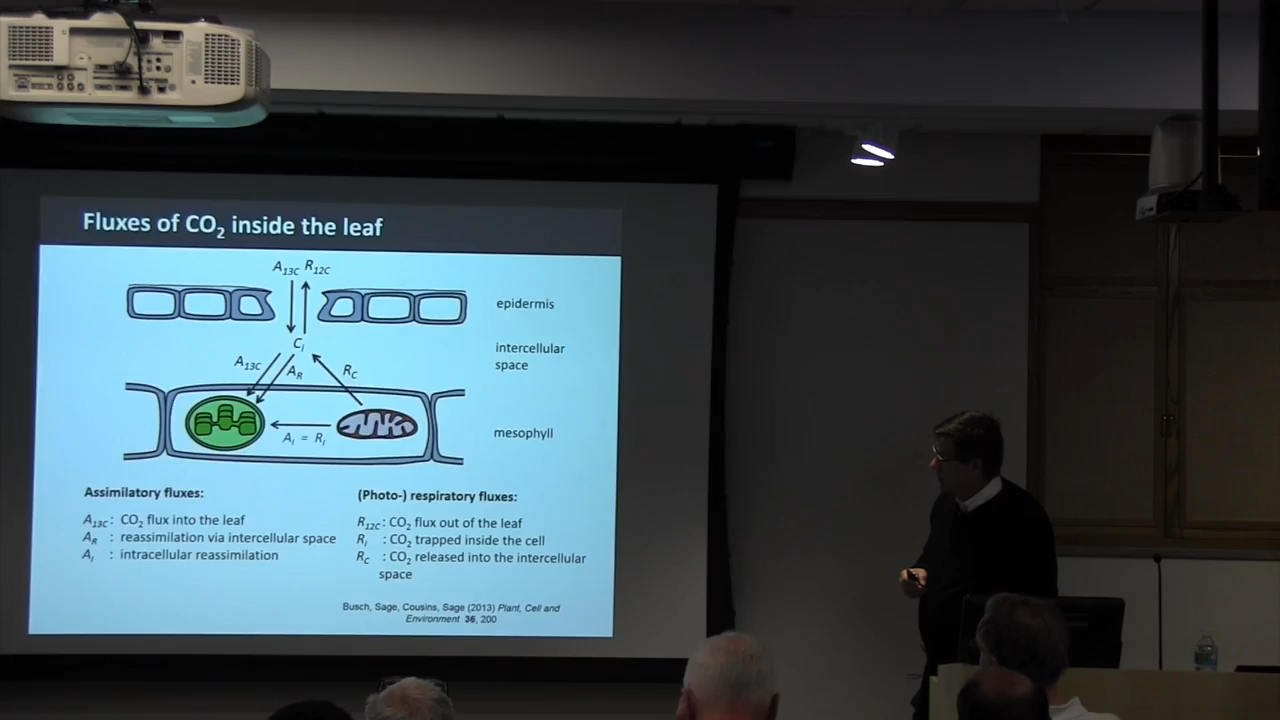 Fluxes of CO2 inside the leaf
A13C R12C
epidermis
Ci
intercellular
space
A13C
AR
RC
Ai = Ri
mesophyll
Assimilatory fluxes:
A13C : CO2 flux into the leaf
AR : reassimilation via intercellular space
AI : intracellular reassimilation
(Photo-) respiratory fluxes:
R12C : CO2 flux out of the leaf
RI : CO2 trapped inside the cell
RC : CO2 released into the intercellular
space
Busch, Sage, Cousins, Sage (2013) Plant, Cell and
Environment 36, 200